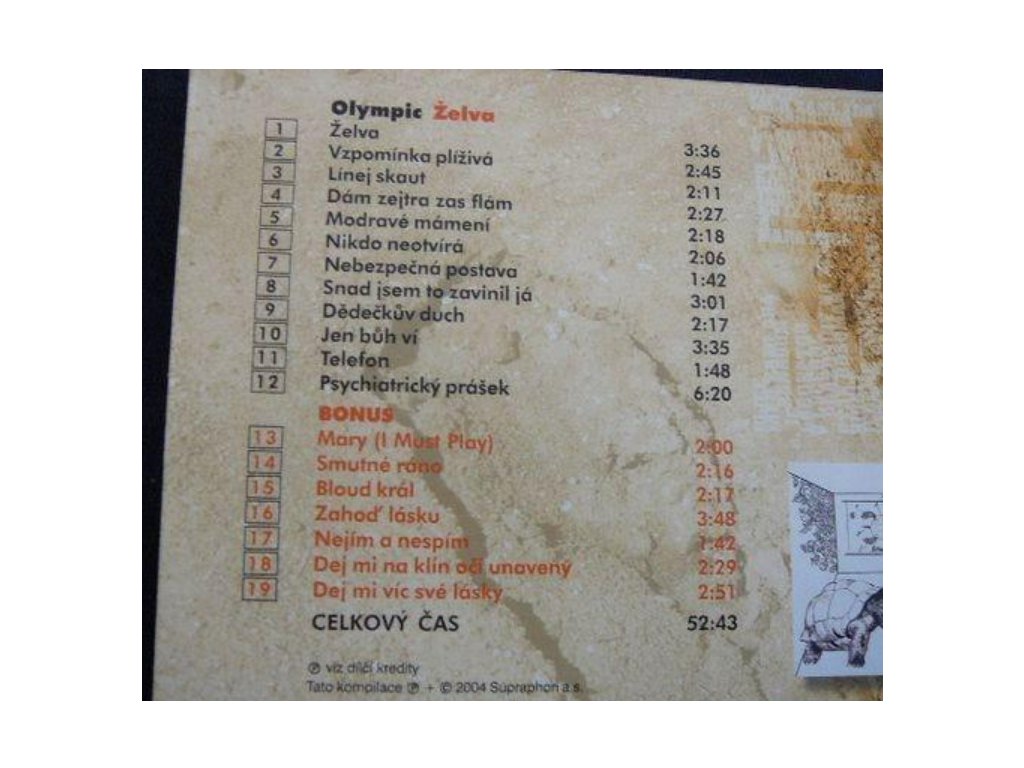 Olympic Želva
1 Želva 3:36
2 Vzpomínka plíživá 2:45
3 Línej skaut 2:11
4 Dám zejtra zas flám 2:27
5 Modravé mámení 2:18
6 Nikdo neotvírá 2:06
7 Nebezpečná postava 1:42
8 Snad jsem to zavinil já 3:01
9 Dědečkův duch 2:17
10 Jen bůh ví 3:35
11 Telefon 1:48
12 Psychiatrický prášek 6:20
BONUS
13 Mary (I Must Play) 2:00
14 Smutné ráno 2:16
15 Bloud král 2:17
16 Zahoď lásku 3:48
17 Nejím a nespím 1:42
18 Dej mi na klín oči unavený 2:29
19 Dej mi víc své lásky 2:51
CELKOVÝ ČAS 52:43
℗ viz dílčí kredity
Tato kompilace ℗ + © 2004 Supraphon a.s.